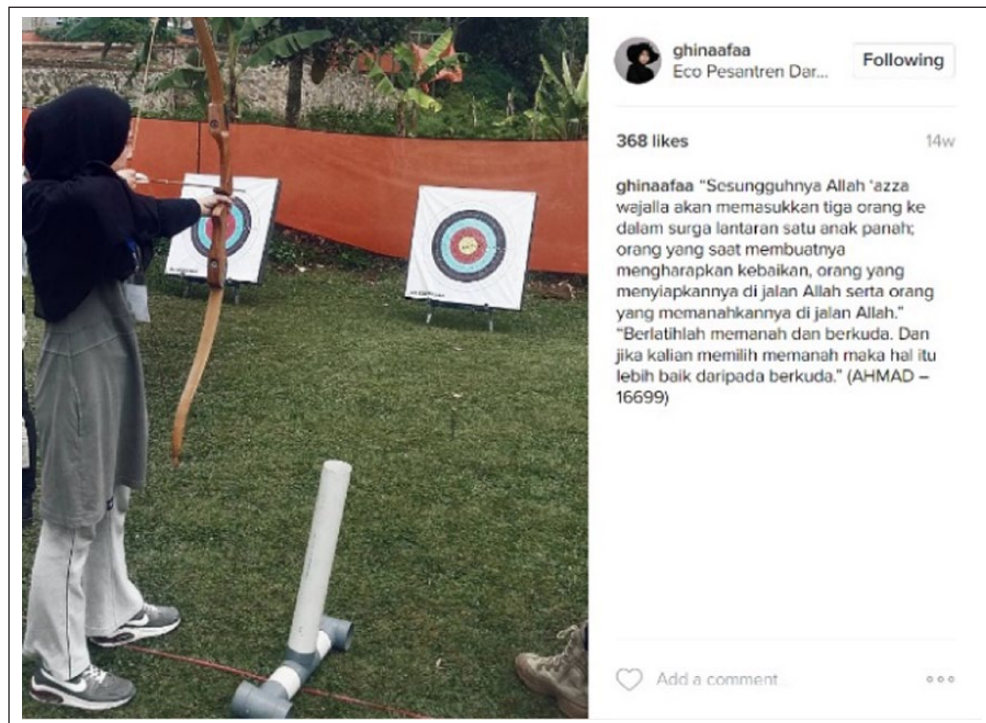 ghinaafaa
Eco Pesantren Dar...
Following
368 likes
14w
ghinaafaa “Sesungguhnya Allah ‘azza
wajalla akan memasukkan tiga orang ke
dalam surga lantaran satu anak panah;
orang yang saat membuatnya
mengharapkan kebaikan, orang yang
menyiapkannya di jalan Allah serta orang
yang memanahkannya di jalan Allah.”
“Berlatihlah memanah dan berkuda. Dan
jika kalian memilih memanah maka hal itu
lebih baik daripada berkuda.” (AHMAD –
16699)
Add a comment...